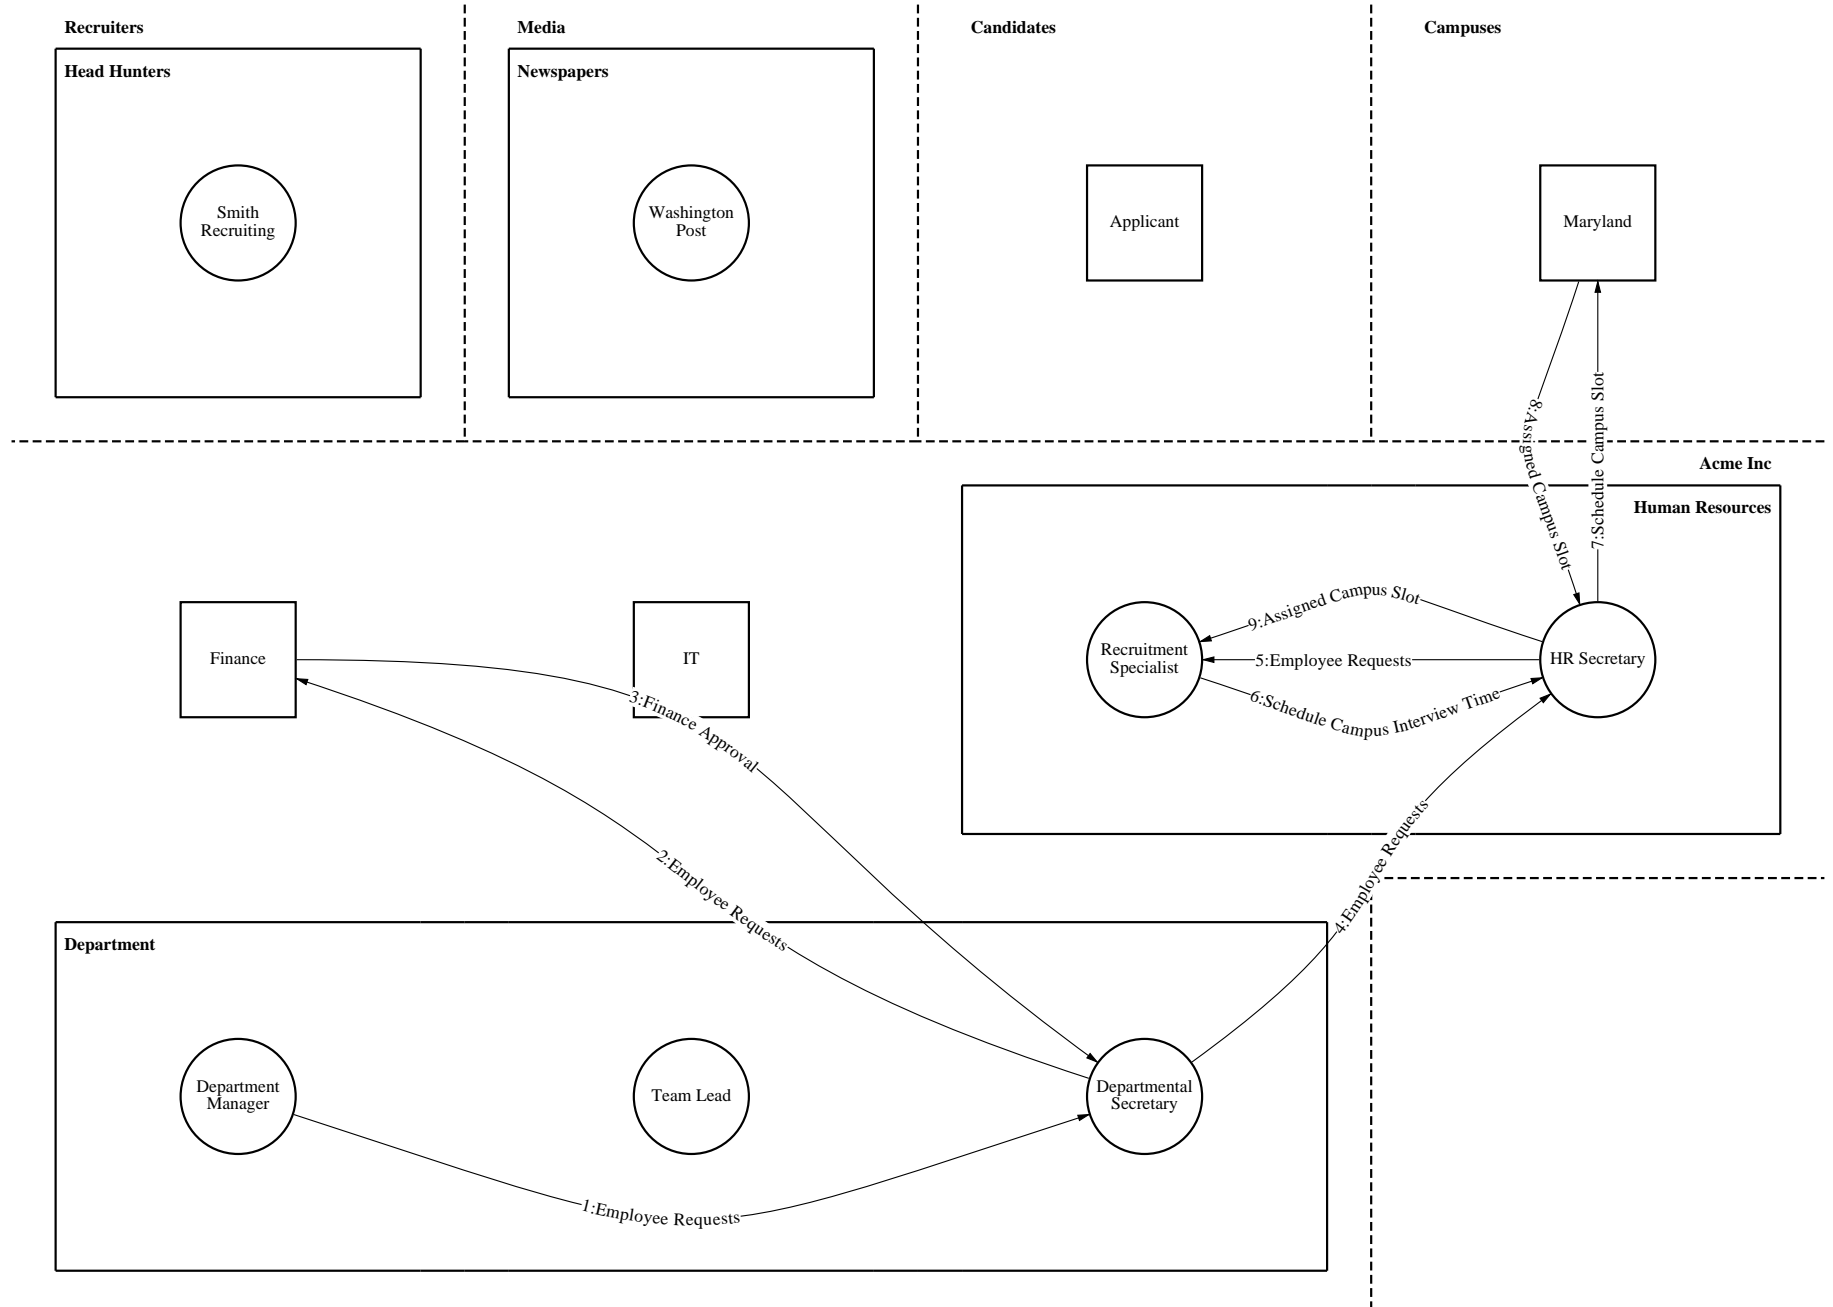 Recruiters
Media
Candidates
Campuses
Head Hunters
Newspapers
Smith
Recruiting
Washington
Post
Applicant
Maryland
8:Assigned Campus Slot
7:Schedule Campus Slot
Acme Inc
Human Resources
Finance
IT
3:Finance Approval
Recruitment
Specialist
9:Assigned Campus Slot
5:Employee Requests
6:Schedule Campus Interview Time
HR Secretary
2:Employee Requests
4:Employee Requests
Department
Department
Manager
Team Lead
Departmental
Secretary
1:Employee Requests